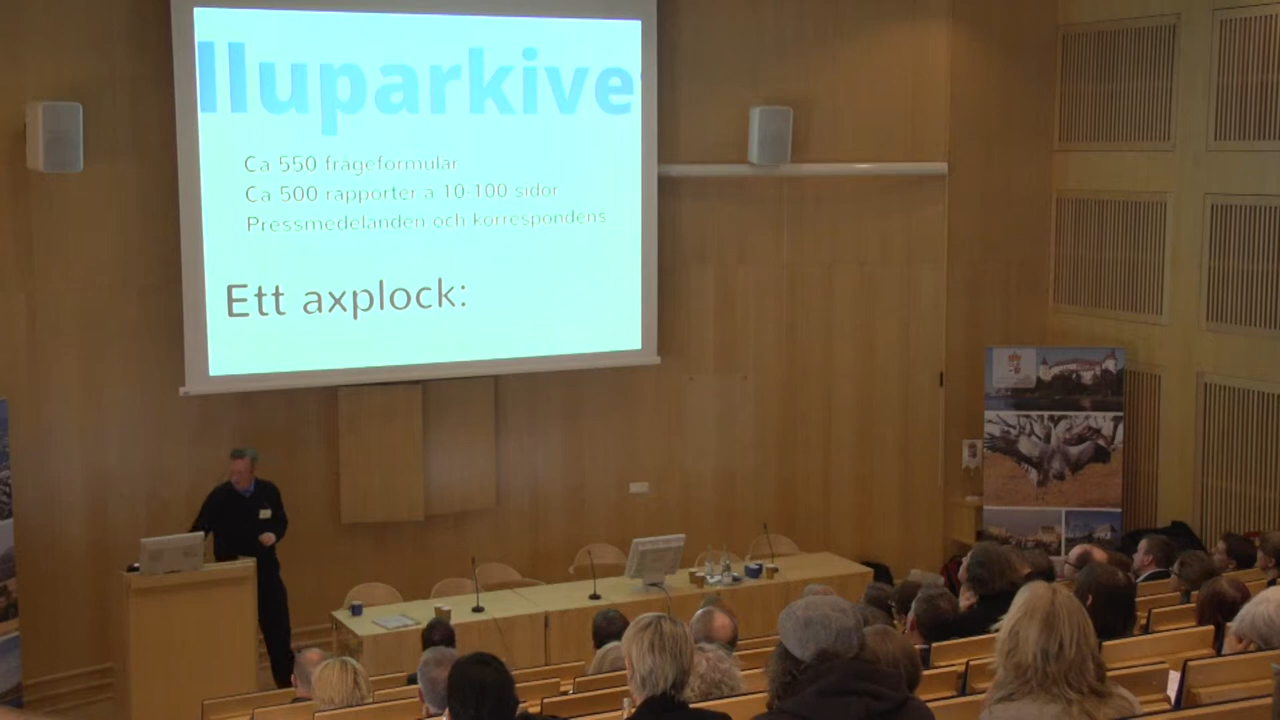 lluparkive
Ca 550 frågeformulär
Ca 500 rapporter à 10-100 sidor
Pressmedelanden och korrespondens
Ett axplock: